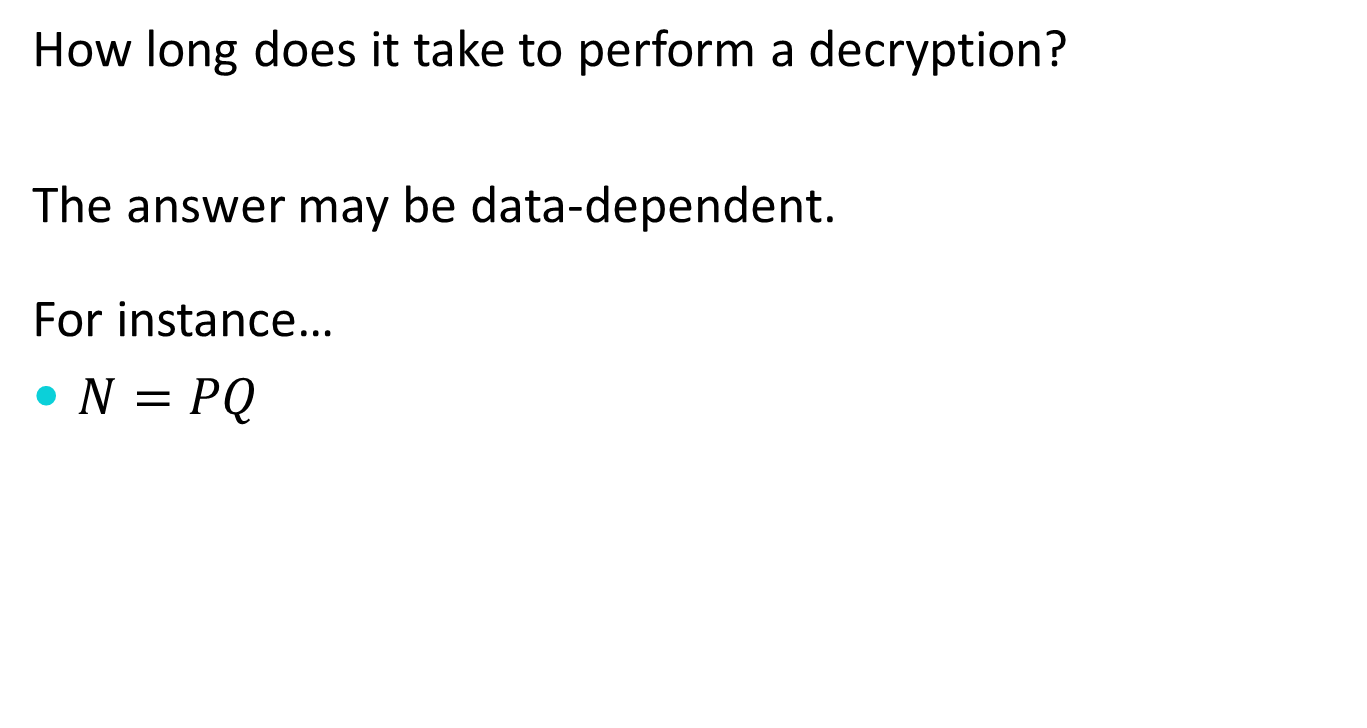 How long does it take to perform a decryption?
The answer may be data-dependent.
For instance…
• N = PQ